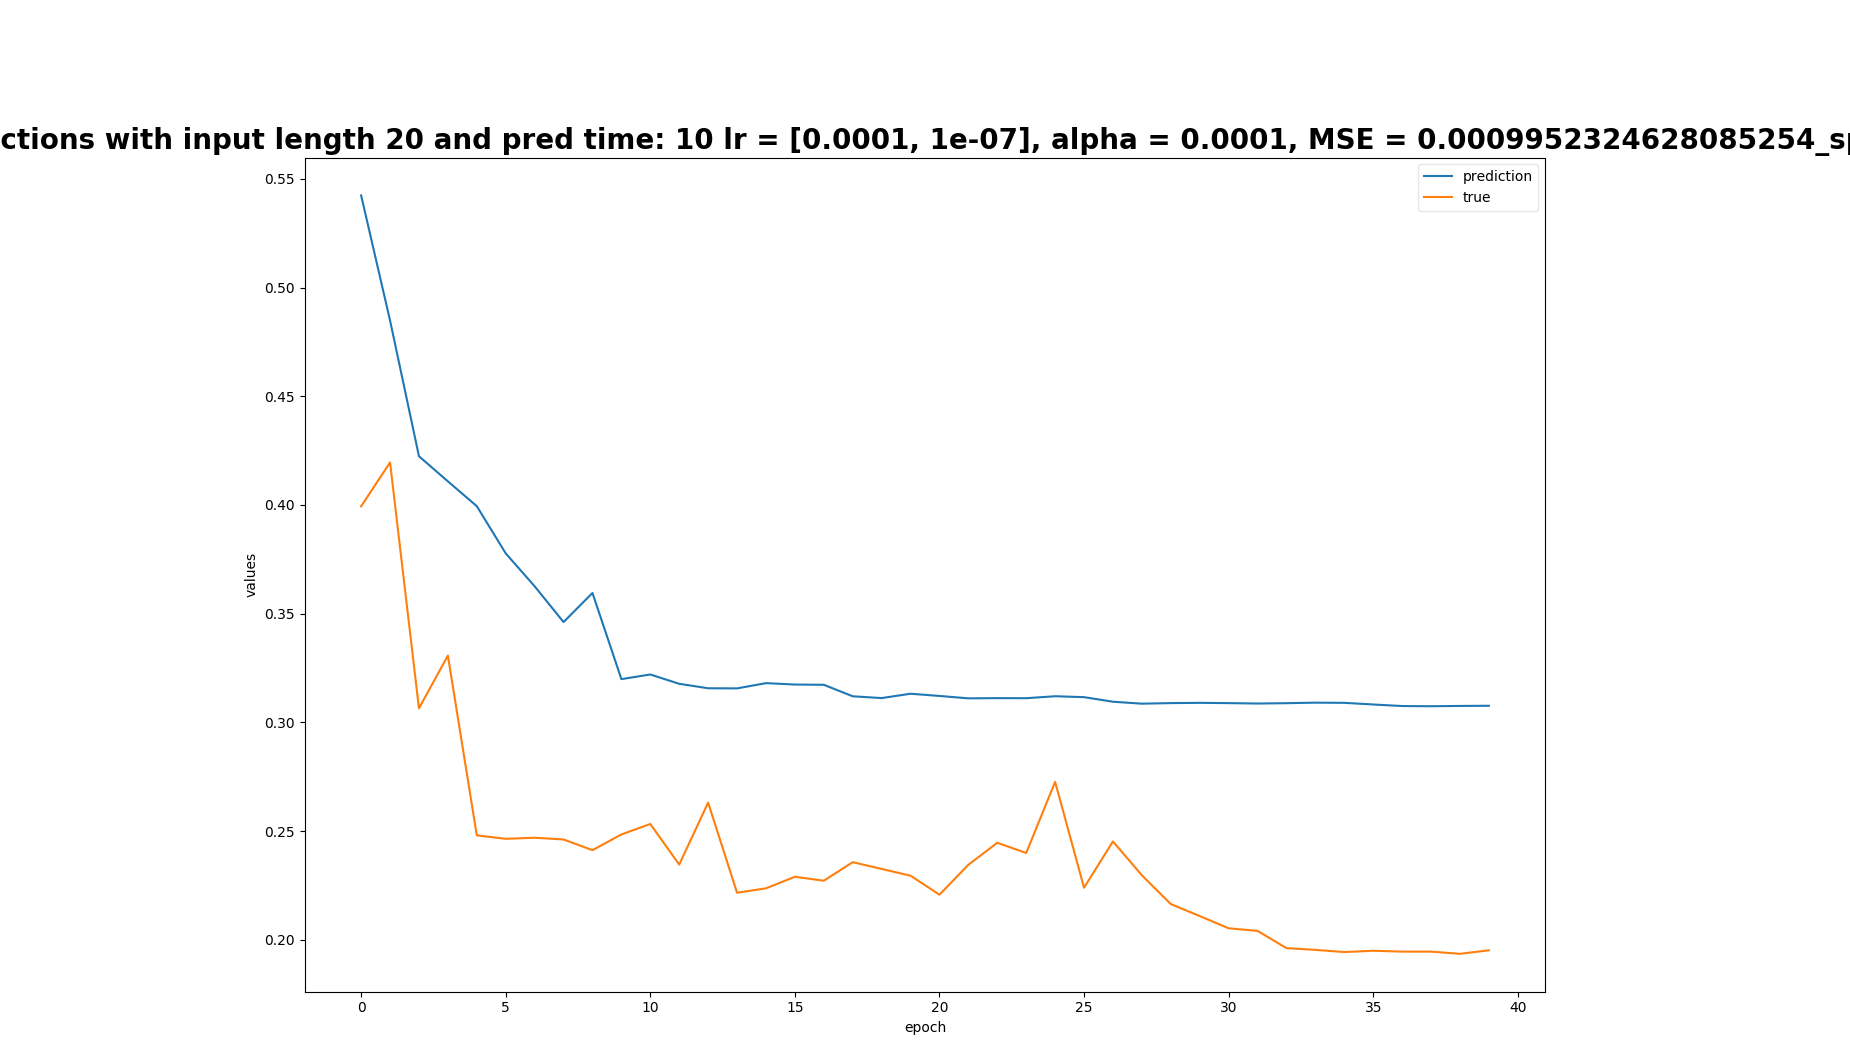 ctions with input length 20 and pred time: 10 lr = [0.0001, 1e-07], alpha = 0.0001, MSE = 0.0009952324628085254_sp
prediction
true
0.55
0.50
0.45
0.40
0.35
0.30
0.25
0.20
values
0 5 10 15 20 25 30 35 40
epoch